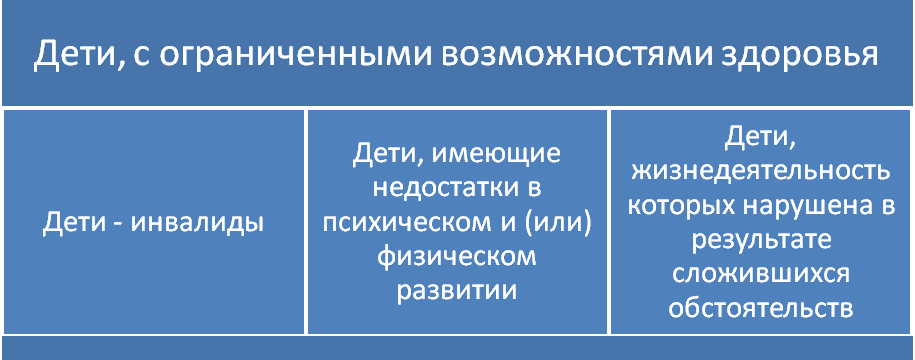 Дети, с ограниченными возможностями здоровья
Дети - инвалиды
Дети, имеющие
недостатки в
психическом и (или)
физическом
развитии
Дети,
жизнедеятельность
которых нарушена в
результате
сложившихся
обстоятельств